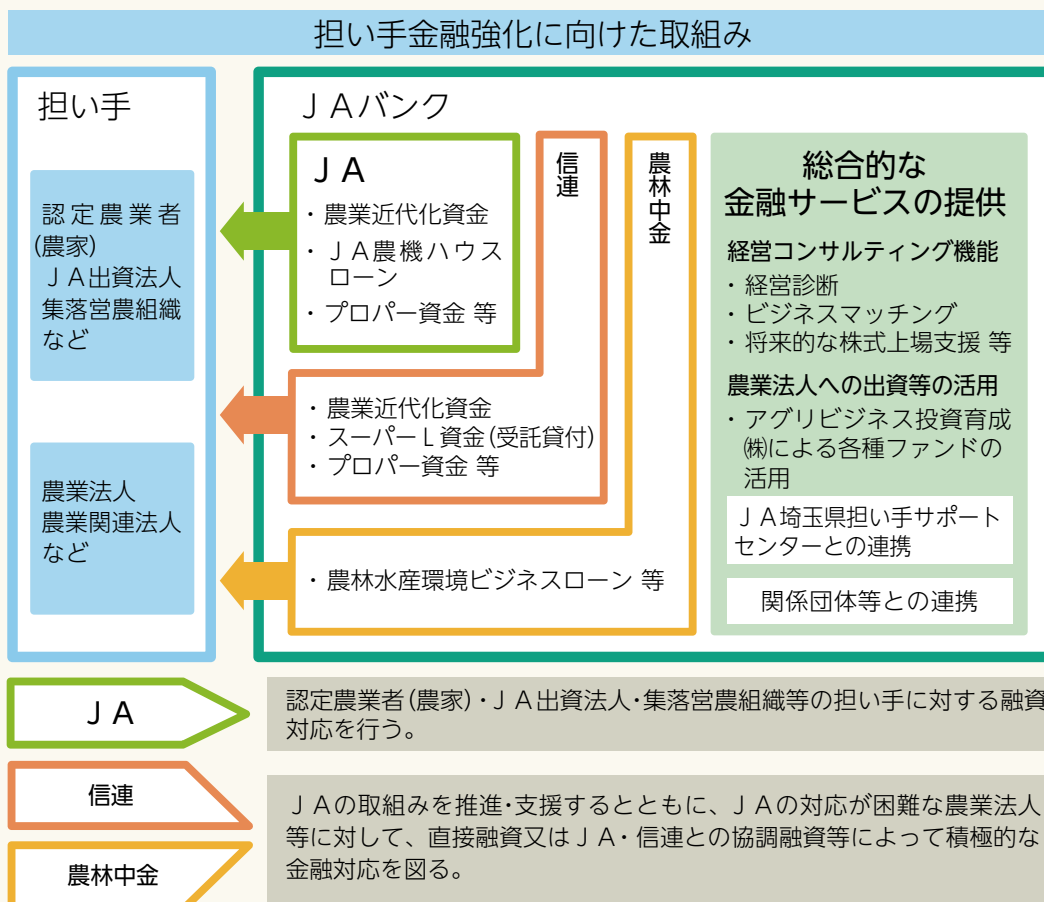 担い手金融強化に向けた取組み
担い手
認定農業者
(農家)
ＪＡ出資法人
集落営農組織
など
農業法人
農業関連法人
など
ＪＡバンク
ＪＡ
・農業近代化資金
・ＪＡ農機ハウス
ローン
・プロパー資金 等
信連
・農業近代化資金
・スーパーＬ資金(受託貸付)
・プロパー資金 等
農林中金
・農林水産環境ビジネスローン 等
総合的な
金融サービスの提供
経営コンサルティング機能
・経営診断
・ビジネスマッチング
・将来的な株式上場支援 等
農業法人への出資等の活用
・アグリビジネス投資育成
㈱による各種ファンドの
活用
ＪＡ埼玉県担い手サポート
センターとの連携
関係団体等との連携
ＪＡ
認定農業者(農家)・ＪＡ出資法人・集落営農組織等の担い手に対する融資
対応を行う。
信連
農林中金
ＪＡの取組みを推進・支援するとともに、ＪＡの対応が困難な農業法人
等に対して、直接融資又はＪＡ・信連との協調融資等によって積極的な
金融対応を図る。